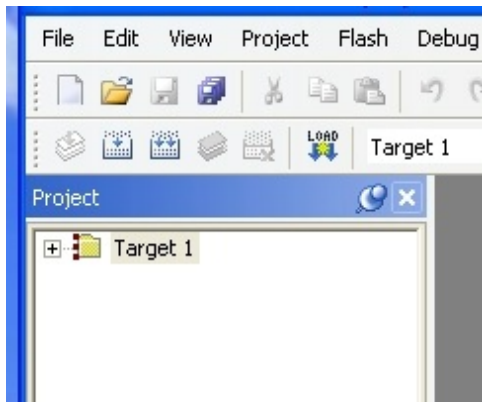 File Edit View Project Flash Debug
LOAD Target 1
Project
Target 1